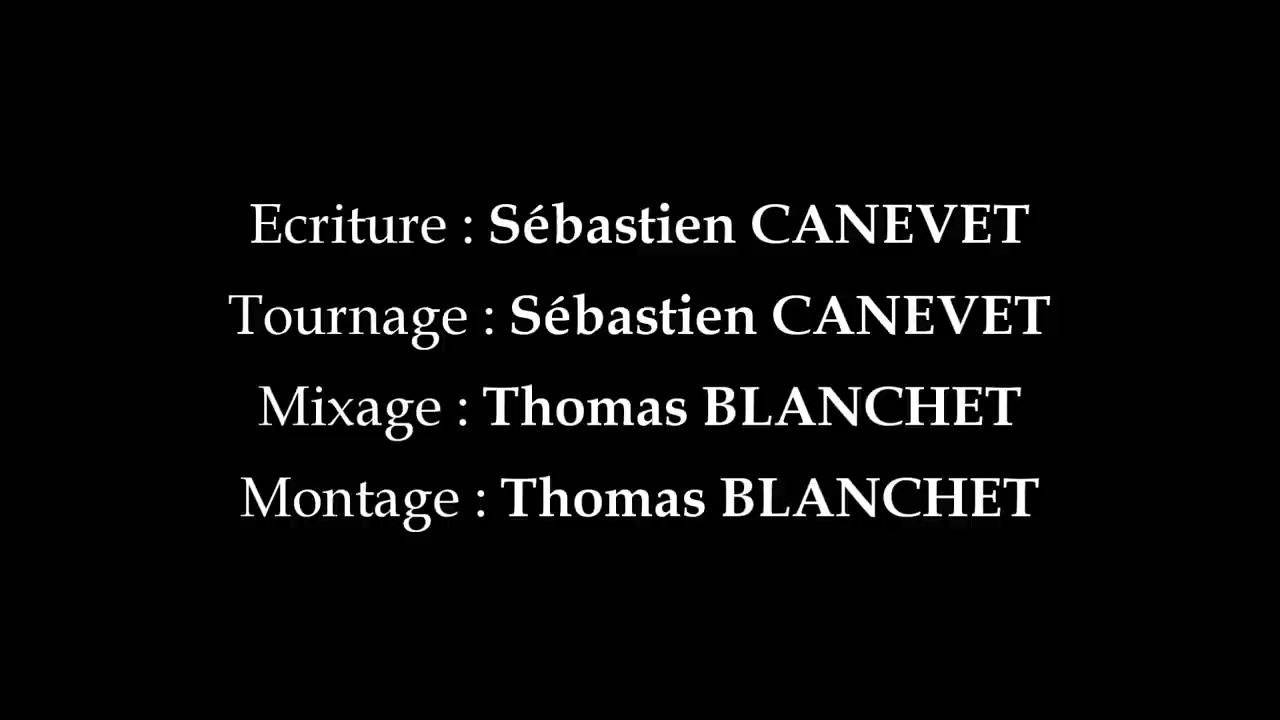 Ecriture : Sébastien CANEVET
Tournage : Sébastien CANEVET
Mixage : Thomas BLANCHET
Montage : Thomas BLANCHET